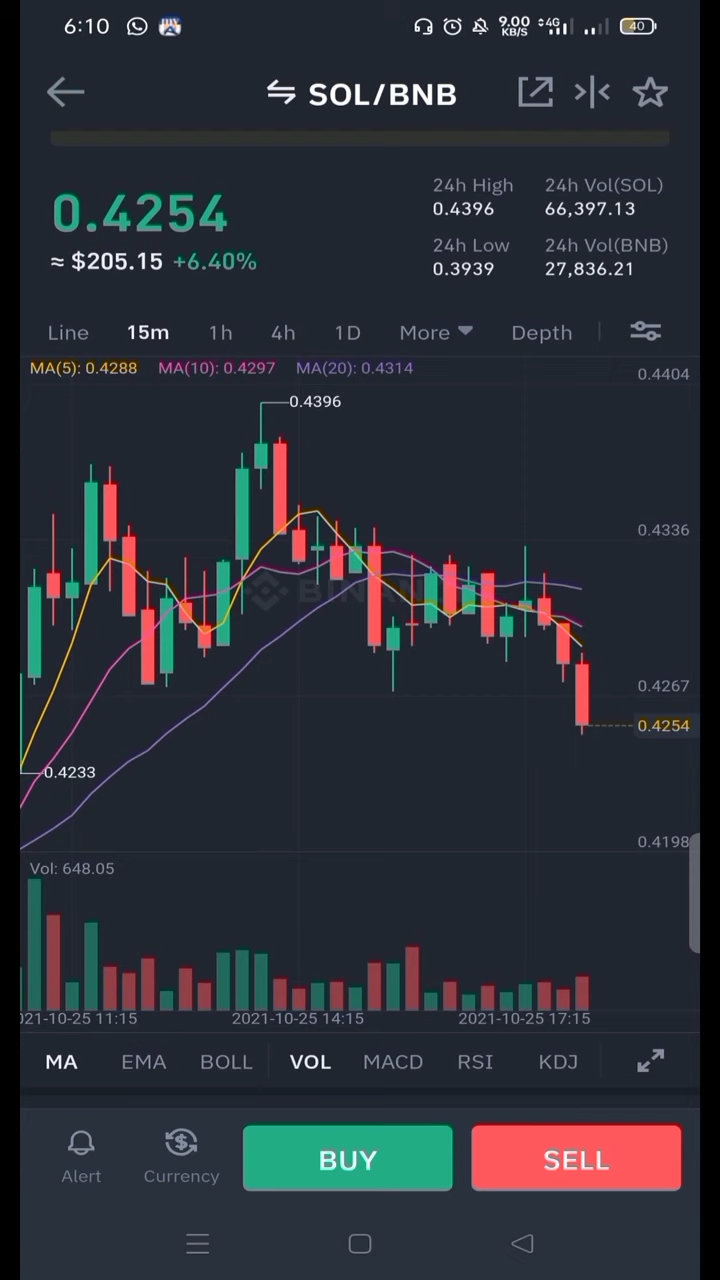 6:10
9.00 KB/S 4G 40
SOL/BNB
0.4254
≈ $205.15 +6.40%
24h High 24h Vol(SOL)
0.4396 66,397.13
24h Low 24h Vol(BNB)
0.3939 27,836.21
Line 15m 1h 4h 1D More Depth
MA(5): 0.4288 MA(10): 0.4297 MA(20): 0.4314
0.4404
0.4396
0.4336
BINAN
0.4267
0.4254
0.4233
0.4198
Vol: 648.05
021-10-25 11:15 2021-10-25 14:15 2021-10-25 17:15
MA EMA BOLL VOL MACD RSI KDJ
Alert Currency BUY SELL